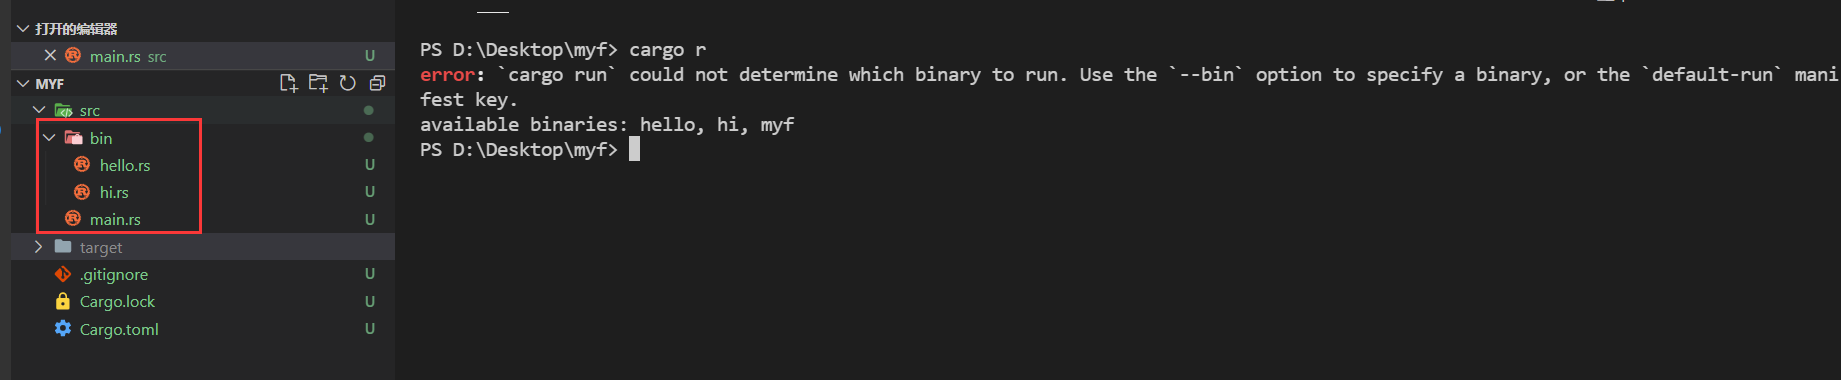 打开的编辑器
main.rs src U
MYF
src
bin
hello.rs U
hi.rs U
main.rs U
target
.gitignore U
Cargo.lock U
Cargo.toml U
PS D:\Desktop\myf> cargo r
error: `cargo run` could not determine which binary to run. Use the `--bin` option to specify a binary, or the `default-run` mani
fest key.
available binaries: hello, hi, myf
PS D:\Desktop\myf>